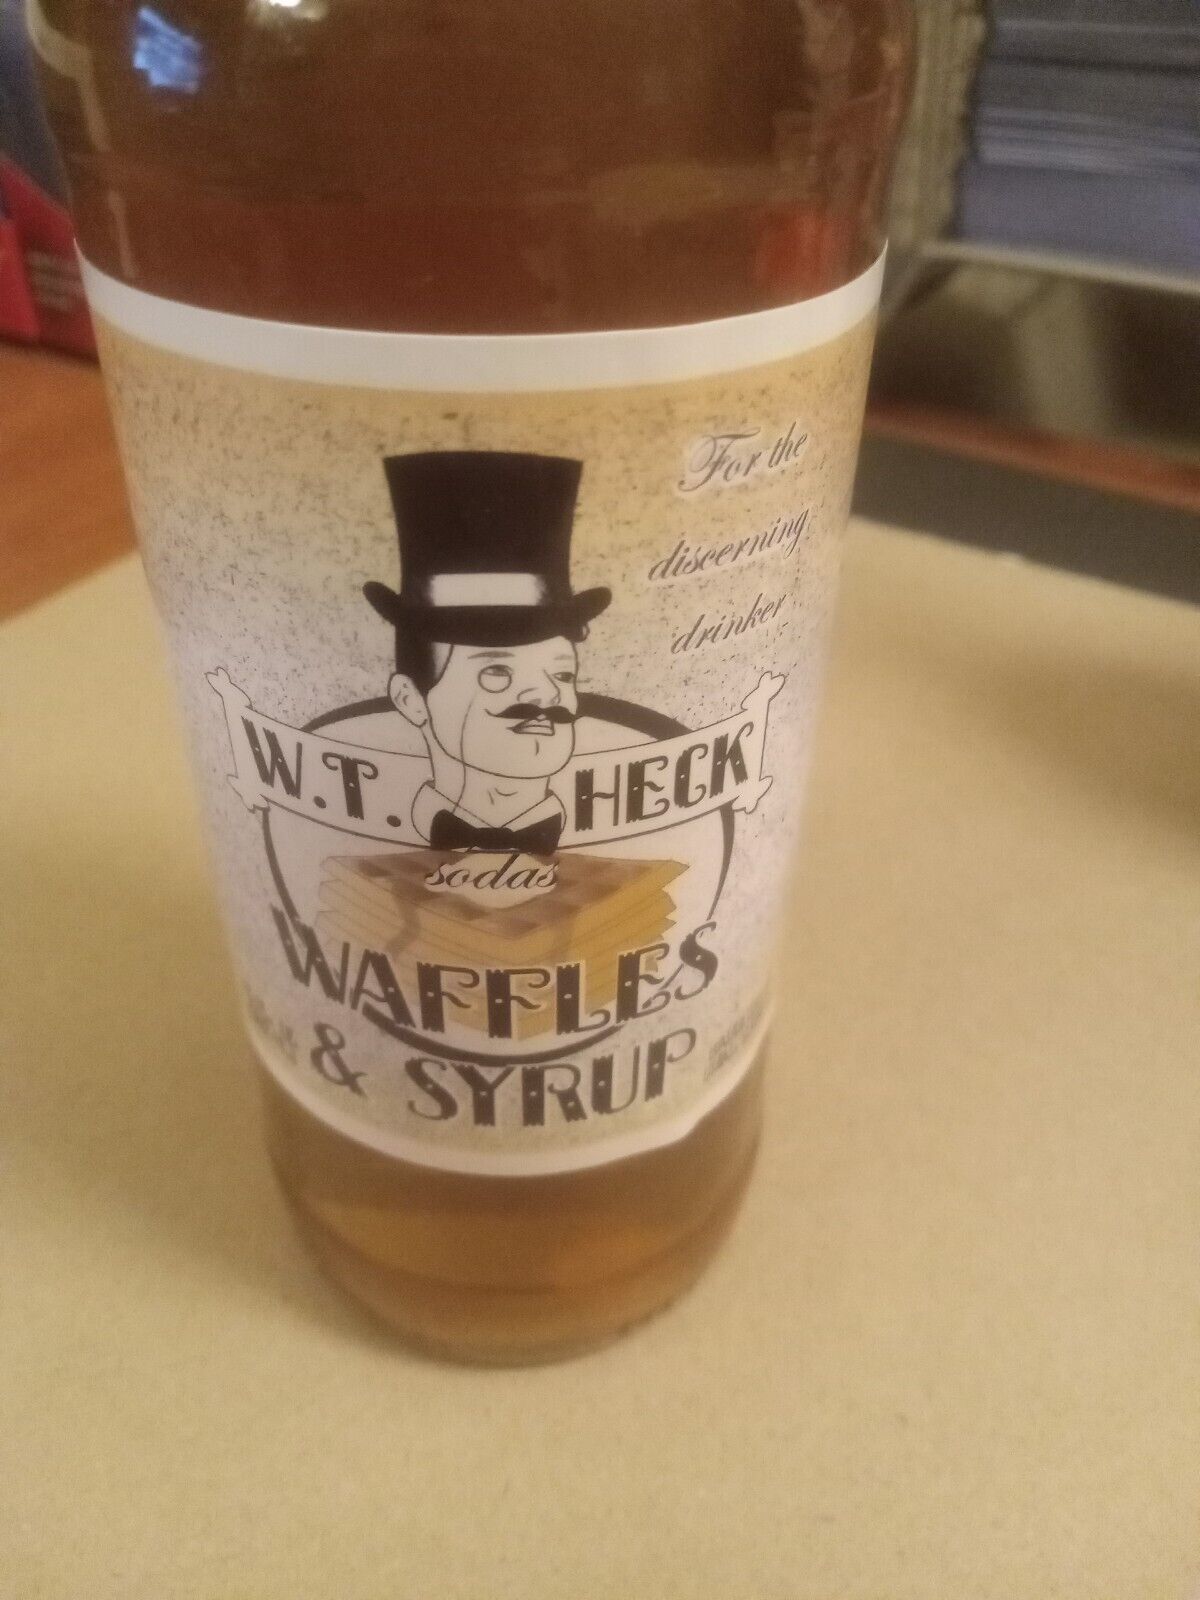 For the
discerning
drinker
W.T. HECK
sodas
WAFFLES
& SYRUP